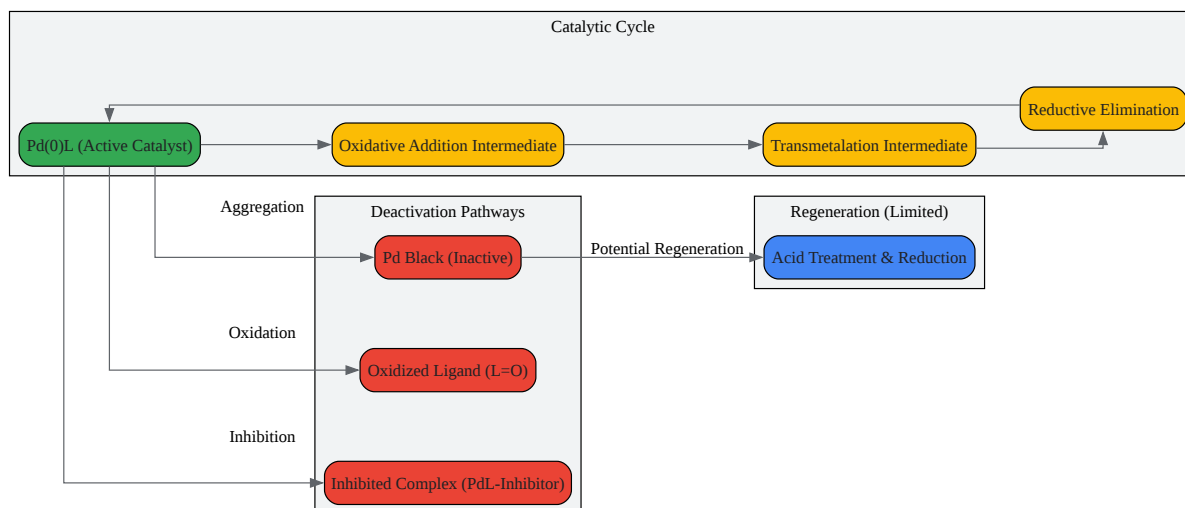 Catalytic Cycle
Reductive Elimination
Pd(0)L (Active Catalyst)
Oxidative Addition Intermediate
Transmetalation Intermediate
Aggregation
Deactivation Pathways
Regeneration (Limited)
Pd Black (Inactive)
Potential Regeneration
Acid Treatment & Reduction
Oxidation
Oxidized Ligand (L=O)
Inhibition
Inhibited Complex (PdL-Inhibitor)